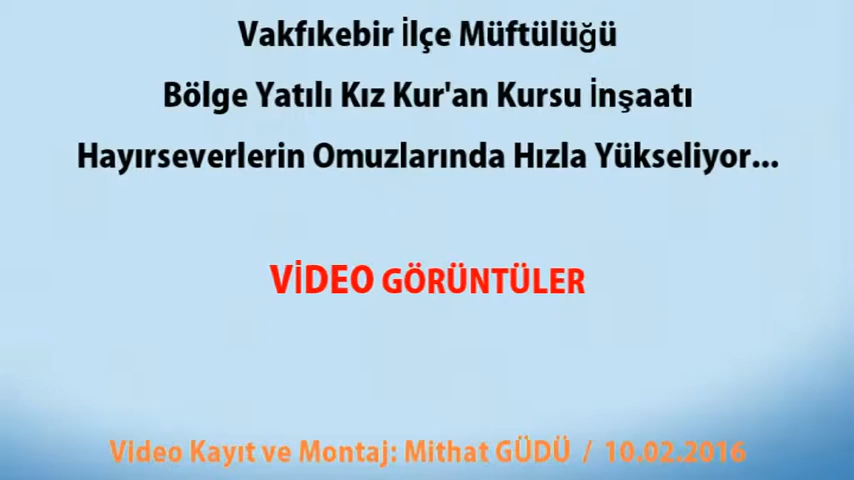 Vakfıkebir İlçe Müftülüğü
Bölge Yatılı Kız Kur'an Kursu İnşaatı
Hayırseverlerin Omuzlarında Hızla Yükseliyor...
VİDEO GÖRÜNTÜLER
Video Kayıt ve Montaj: Mithat GÜDÜ / 10.02.2016